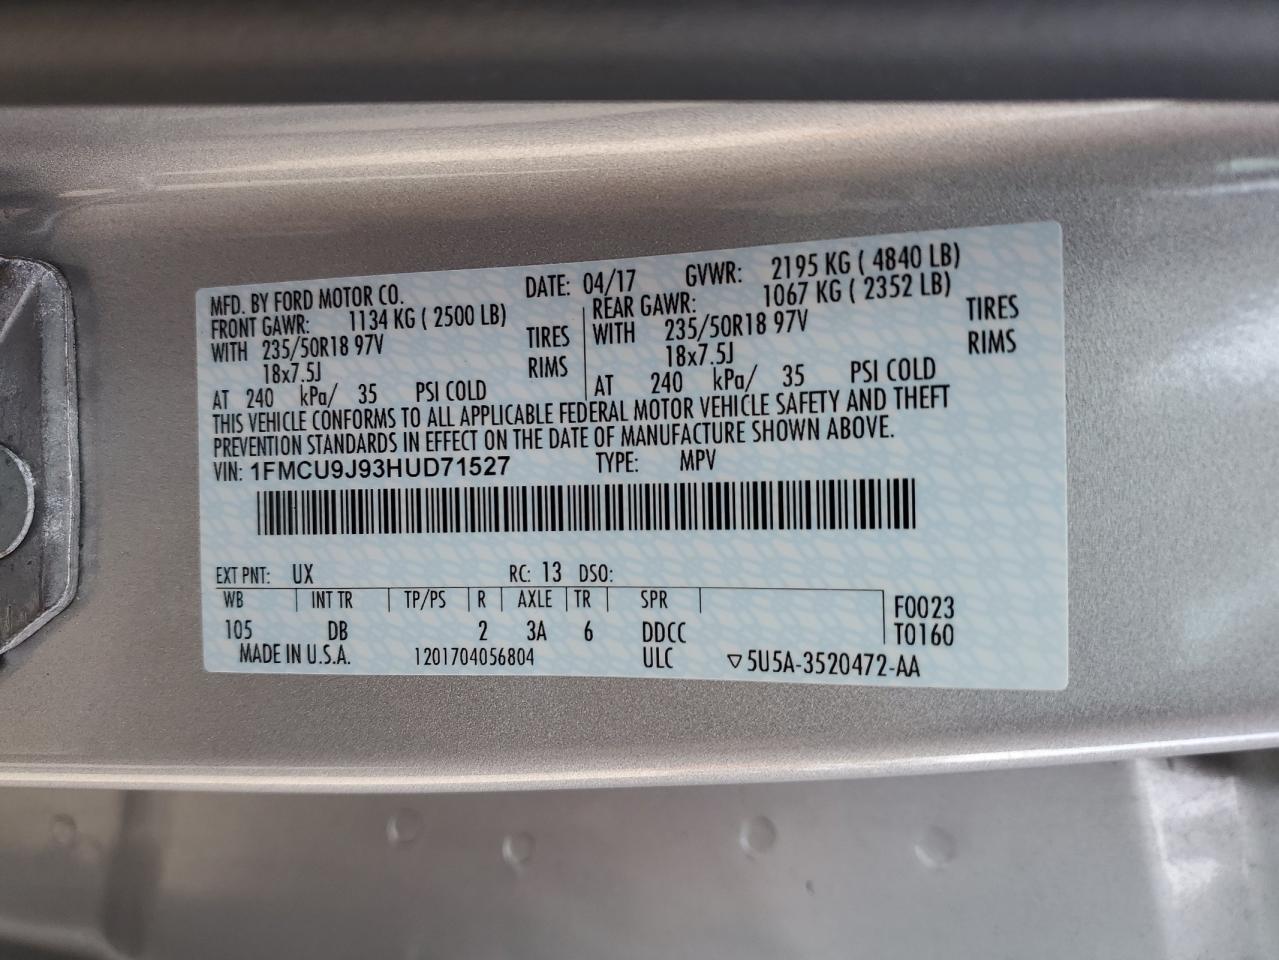 MFD. BY FORD MOTOR CO. DATE: 04/17 GVWR: 2195 KG ( 4840 LB)
FRONT GAWR: 1134 KG ( 2500 LB) REAR GAWR: 1067 KG ( 2352 LB)
WITH 235/50R18 97V TIRES WITH 235/50R18 97V TIRES
18x7.5J RIMS 18x7.5J RIMS
AT 240 kPa/ 35 PSI COLD AT 240 kPa/ 35 PSI COLD
THIS VEHICLE CONFORMS TO ALL APPLICABLE FEDERAL MOTOR VEHICLE SAFETY AND THEFT
PREVENTION STANDARDS IN EFFECT ON THE DATE OF MANUFACTURE SHOWN ABOVE.
VIN: 1FMCU9J93HUD71527 TYPE: MPV
EXT PNT: UX RC: 13 DSO:
WB INT TR TP/PS R AXLE TR SPR F0023
105 DB 2 3A 6 DDCC T0160
MADE IN U.S.A. 1201704056804 ULC ▽5U5A-3520472-AA